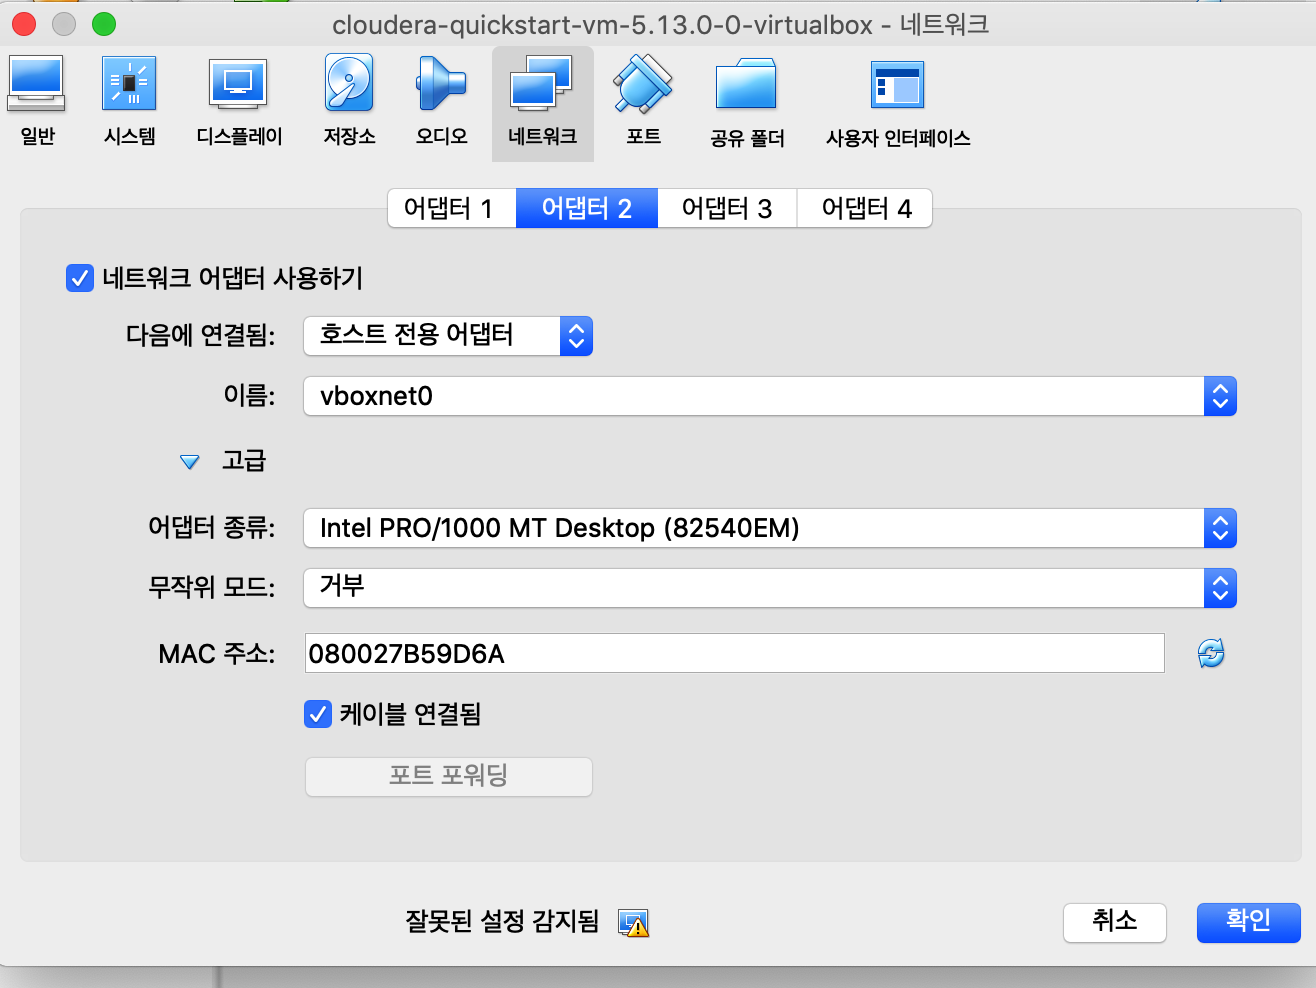 cloudera-quickstart-vm-5.13.0-0-virtualbox - 네트워크
일반 시스템 디스플레이 저장소 오디오 네트워크 포트 공유 폴더 사용자 인터페이스
어댑터 1 어댑터 2 어댑터 3 어댑터 4
네트워크 어댑터 사용하기
다음에 연결됨: 호스트 전용 어댑터
이름: vboxnet0
고급
어댑터 종류: Intel PRO/1000 MT Desktop (82540EM)
무작위 모드: 거부
MAC 주소: 080027B59D6A
케이블 연결됨
포트 포워딩
잘못된 설정 감지됨 취소 확인